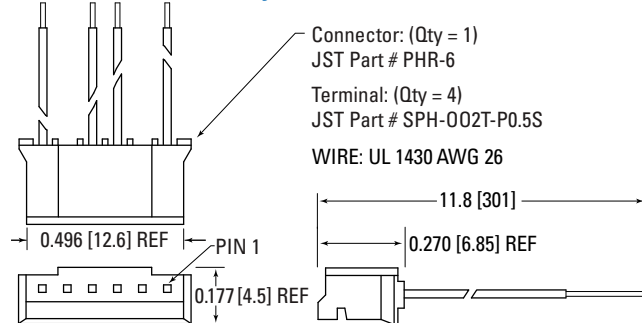 Connector: (Qty = 1)
JST Part # PHR-6
Terminal: (Qty = 4)
JST Part # SPH-OO2T-P0.5S
WIRE: UL 1430 AWG 26
11.8 [301]
0.496 [12.6] REF
PIN 1
0.270 [6.85] REF
0.177 [4.5] REF